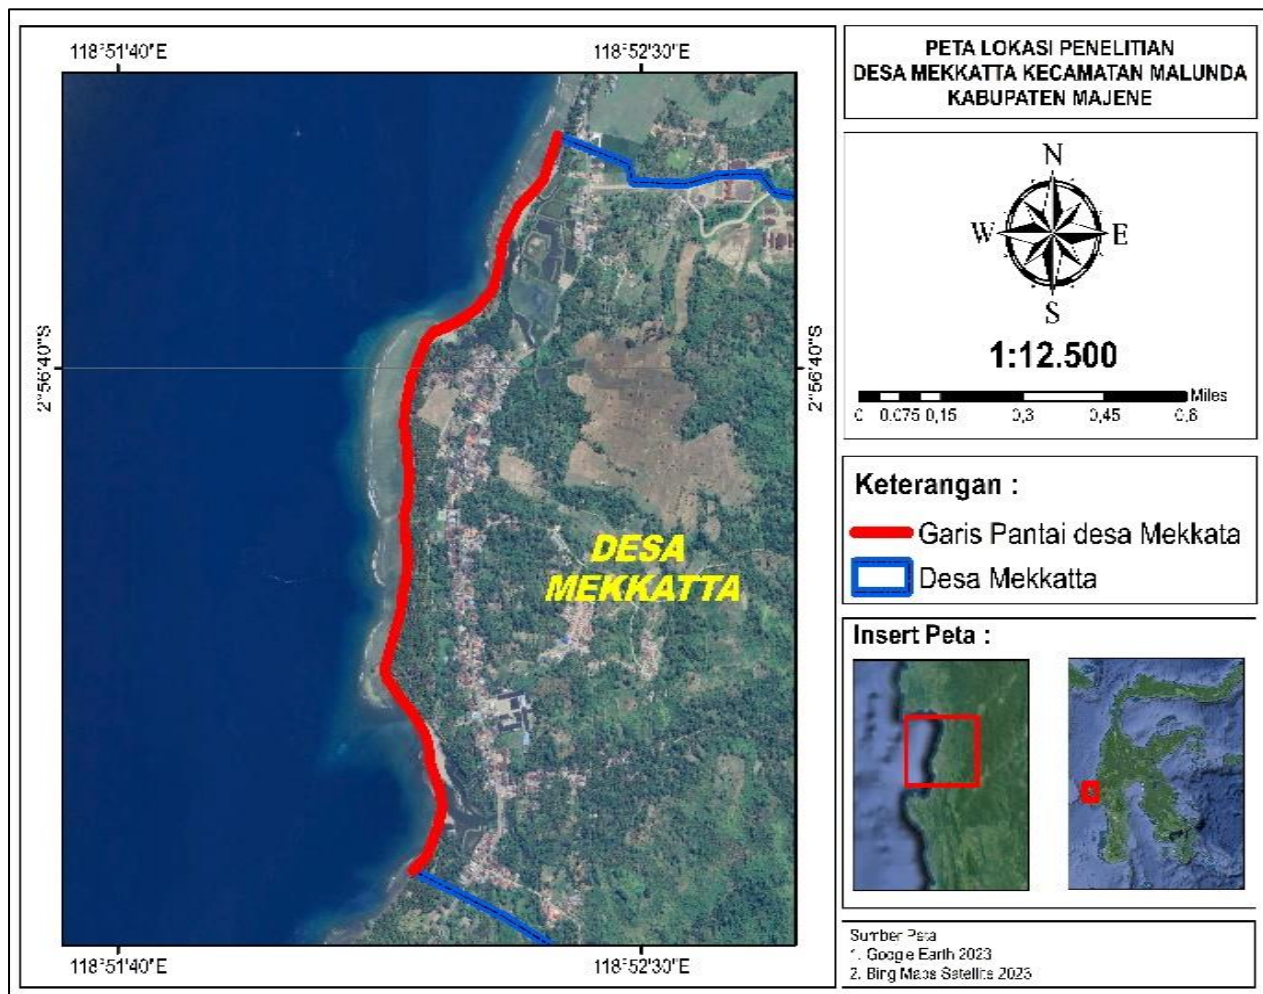 118°51'40"E
118°52'30"E
2°56'40"S
2°56'40"S
DESA
MEKKATTA
118°51'40"E
118°52'30"E
PETA LOKASI PENELITIAN
DESA MEKKATTA KECAMATAN MALUNDA
KABUPATEN MAJENE
N
W
E
S
1:12.500
Miles
0 0.075 0,15 0,3 0,45 0,6
Keterangan :
Garis Pantai desa Mekkata
Desa Mekkatta
Insert Peta :
Sumber Peta
1. Google Earth 2023
2. Bing Maps Satellite 2023